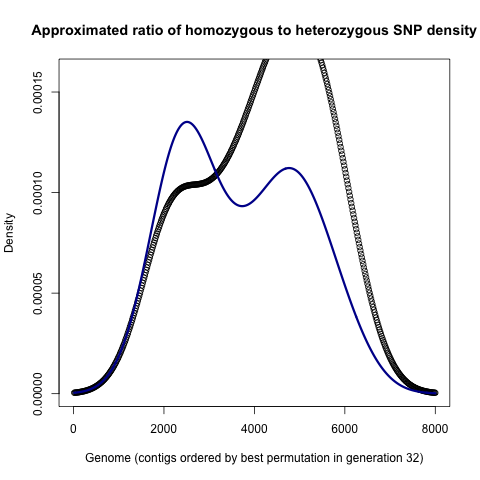 Approximated ratio of homozygous to heterozygous SNP density
0.00015
0.00010
0.00005
0.00000
Density
0 2000 4000 6000 8000
Genome (contigs ordered by best permutation in generation 32)